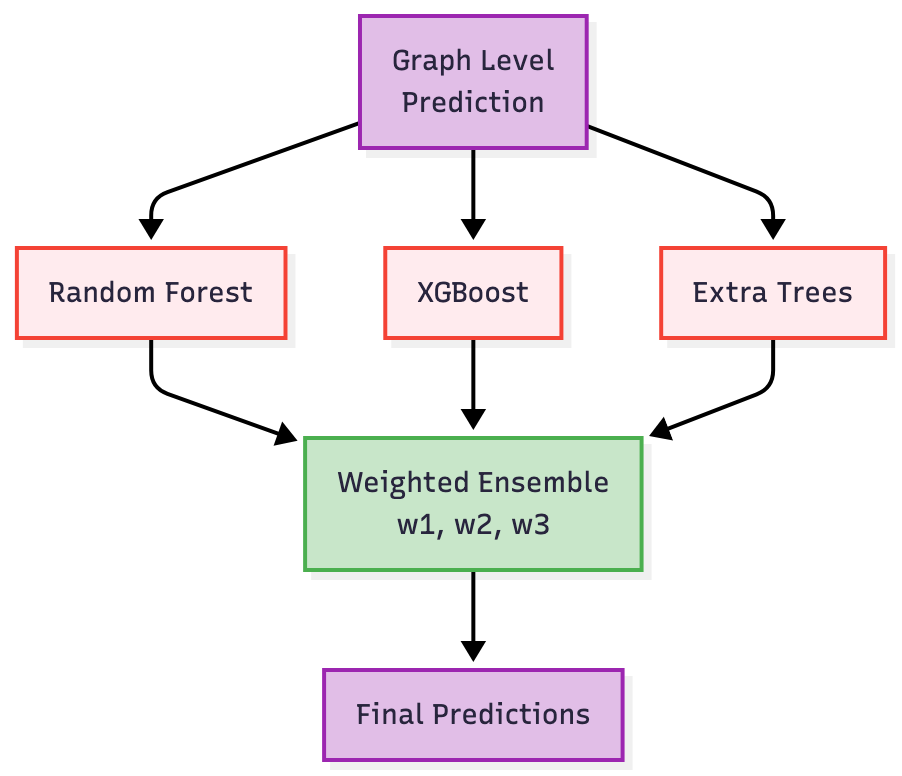 Graph Level
Prediction
Random Forest
XGBoost
Extra Trees
Weighted Ensemble
w1, w2, w3
Final Predictions